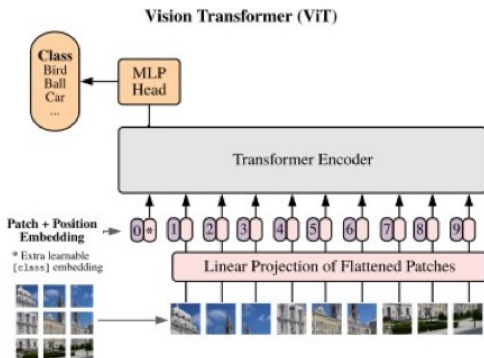 Vision Transformer (ViT)
Class
Bird
Ball
Car
...
MLP
Head
Transformer Encoder
Patch + Position
Embedding
0 * 1 2 3 4 5 6 7 8 9
* Extra learnable
[class] embedding
Linear Projection of Flattened Patches